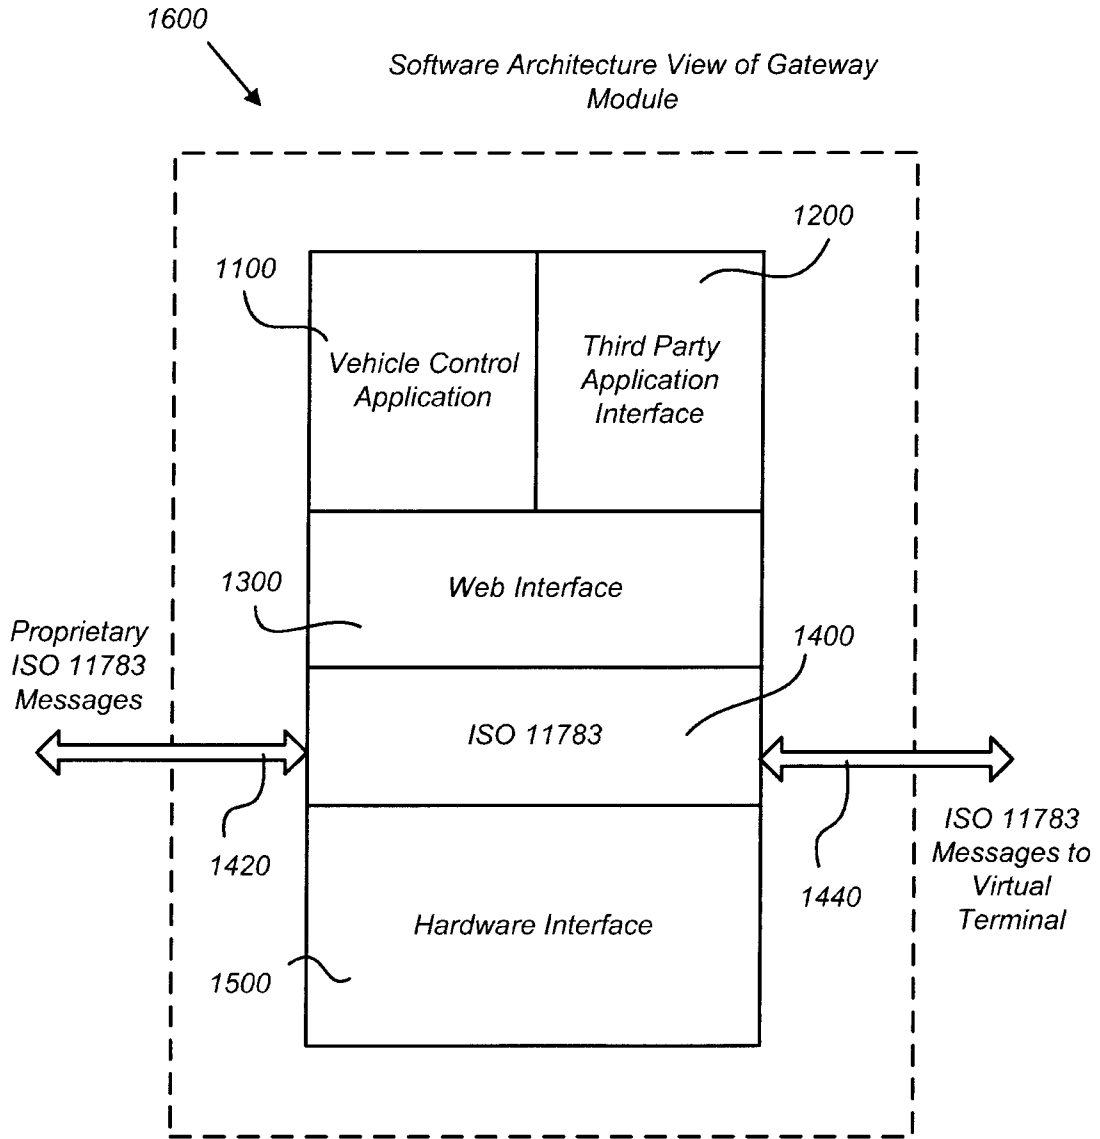 1600
Software Architecture View of Gateway
Module
1200
1100
Vehicle Control
Application
Third Party
Application
Interface
1300
Web Interface
Proprietary
ISO 11783
Messages
1400
ISO 11783
1420
1440
ISO 11783
Messages to
Virtual
Terminal
Hardware Interface
1500